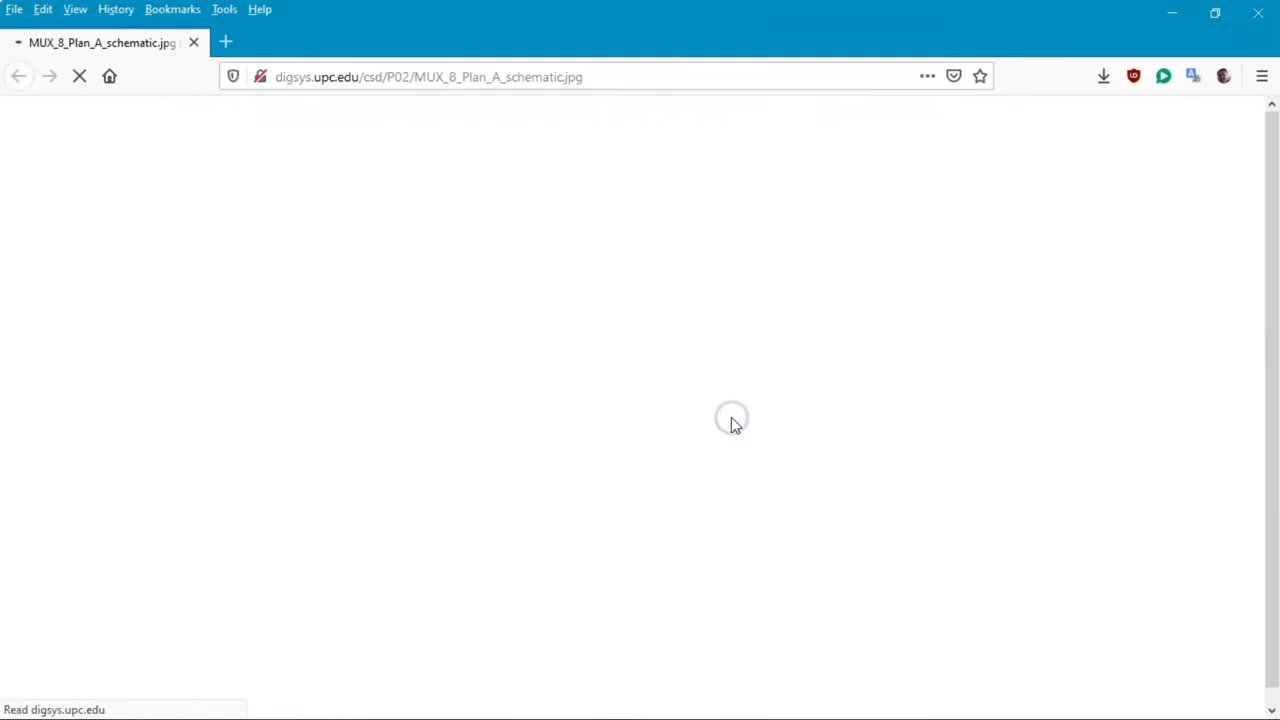 File Edit View History Bookmarks Tools Help
MUX_8_Plan_A_schematic.jpg
digsys.upc.edu/csd/P02/MUX_8_Plan_A_schematic.jpg
Read digsys.upc.edu